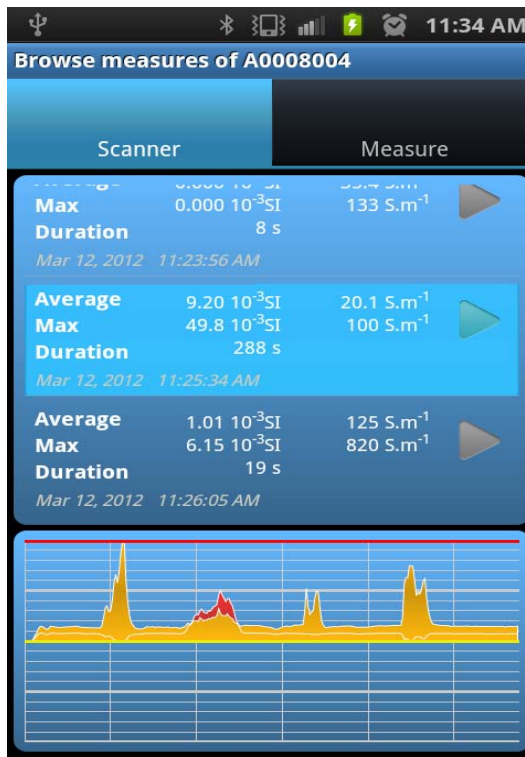 11:34 AM
Browse measures of A0008004
Scanner Measure
Max 0.000 10⁻³SI 133 S.m⁻¹
Duration 8 s
Mar 12, 2012 11:23:56 AM
Average 9.20 10⁻³SI 20.1 S.m⁻¹
Max 49.8 10⁻³SI 100 S.m⁻¹
Duration 288 s
Mar 12, 2012 11:25:34 AM
Average 1.01 10⁻³SI 125 S.m⁻¹
Max 6.15 10⁻³SI 820 S.m⁻¹
Duration 19 s
Mar 12, 2012 11:26:05 AM